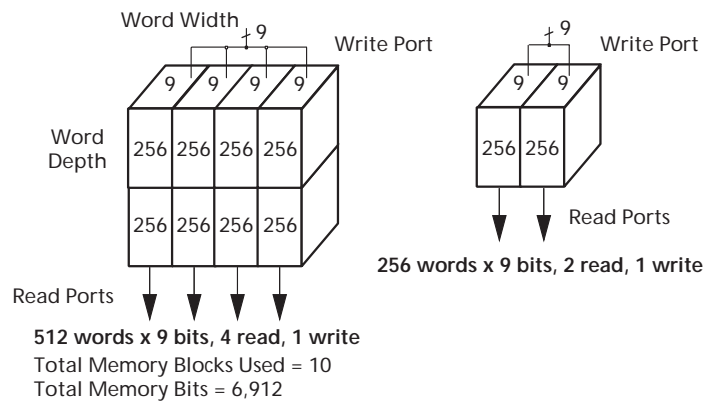 Word Width
9
Write Port
9 9 9 9
Word
Depth
256 256 256 256
256 256 256 256
Read Ports
512 words x 9 bits, 4 read, 1 write
Total Memory Blocks Used = 10
Total Memory Bits = 6,912
9
Write Port
9 9
256 256
Read Ports
256 words x 9 bits, 2 read, 1 write